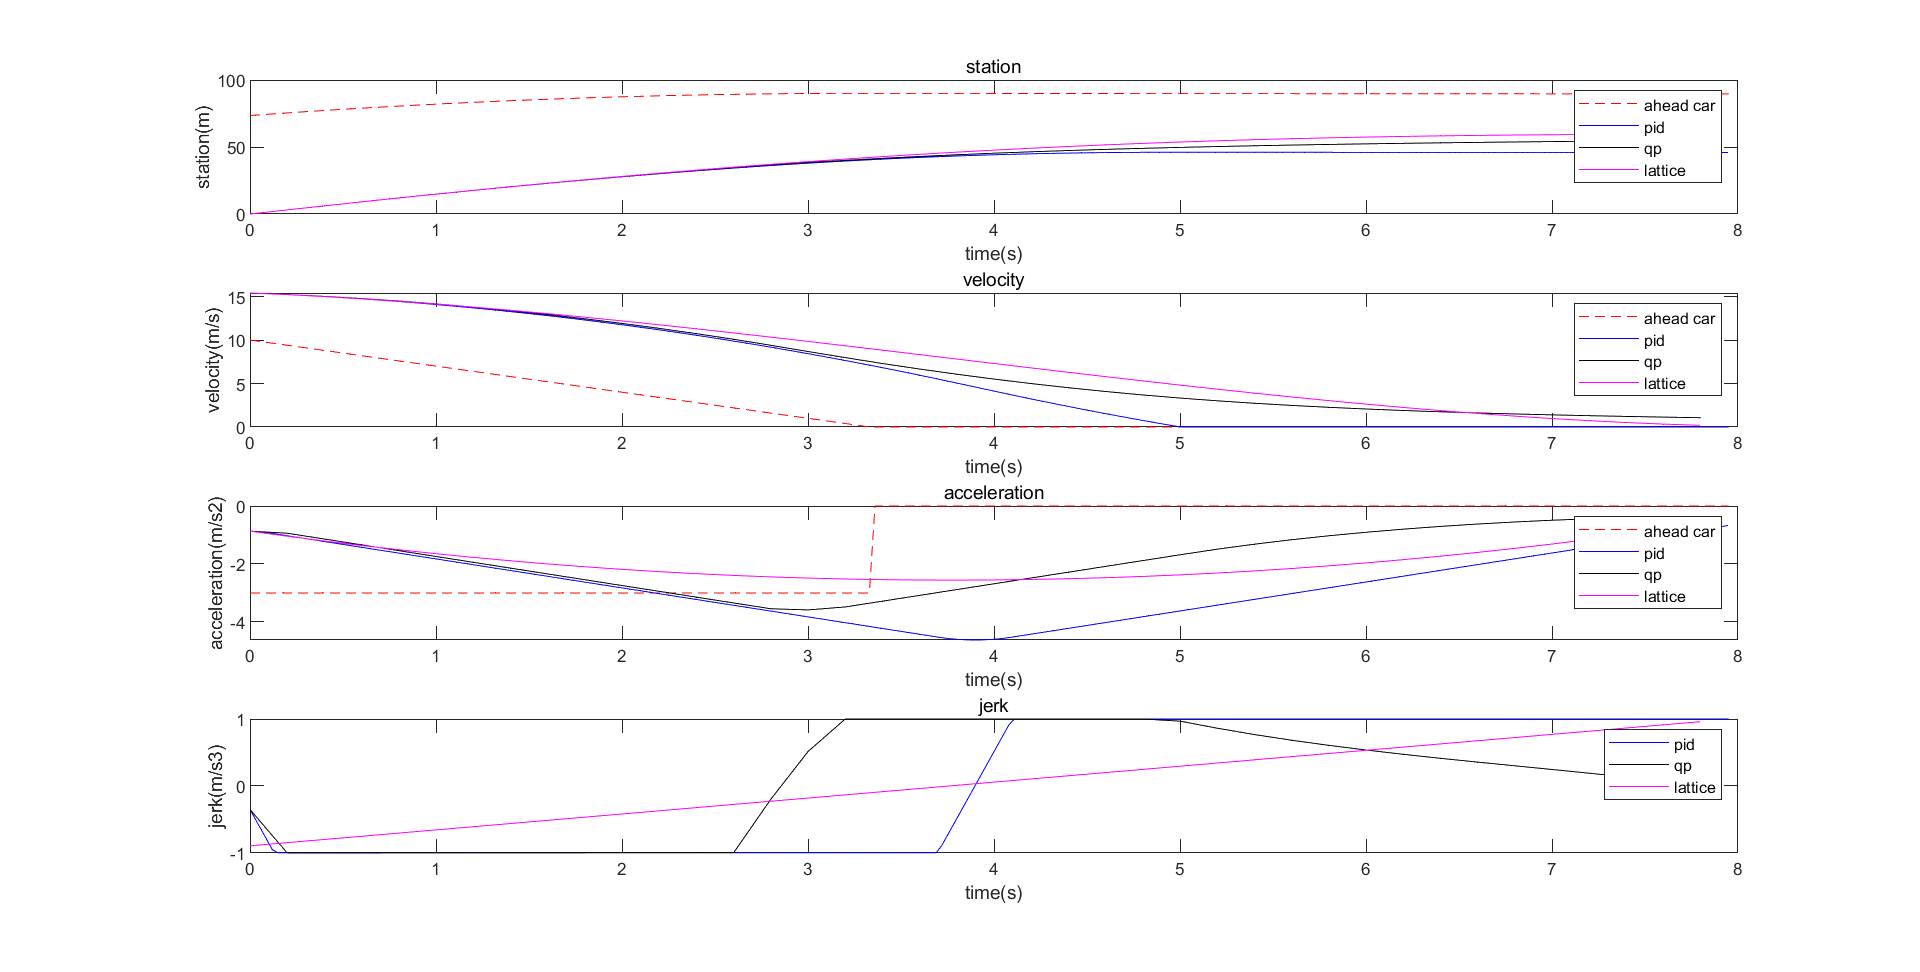 station
station(m)
100
50
0
ahead car
pid
qp
lattice
0 1 2 3 4 5 6 7 8
time(s)
velocity
velocity(m/s)
15
10
5
0
ahead car
pid
qp
lattice
0 1 2 3 4 5 6 7 8
time(s)
acceleration
acceleration(m/s2)
0
-2
-4
ahead car
pid
qp
lattice
0 1 2 3 4 5 6 7 8
time(s)
jerk
jerk(m/s3)
1
0
-1
pid
qp
lattice
0 1 2 3 4 5 6 7 8
time(s)